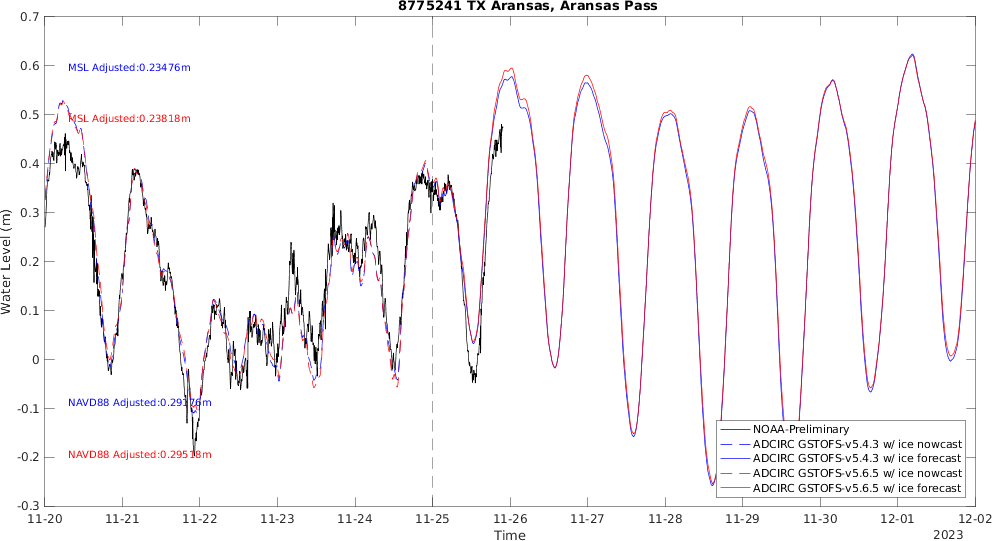 8775241 TX Aransas, Aransas Pass
0.7
0.6
0.5
0.4
0.3
0.2
0.1
0
-0.1
-0.2
-0.3
Water Level (m)
MSL Adjusted:0.23476m
MSL Adjusted:0.23818m
NAVD88 Adjusted:0.29176m
NAVD88 Adjusted:0.29518m
NOAA-Preliminary
ADCIRC GSTOFS-v5.4.3 w/ ice nowcast
ADCIRC GSTOFS-v5.4.3 w/ ice forecast
ADCIRC GSTOFS-v5.6.5 w/ ice nowcast
ADCIRC GSTOFS-v5.6.5 w/ ice forecast
11-20 11-21 11-22 11-23 11-24 11-25 11-26 11-27 11-28 11-29 11-30 12-01 12-02
Time
2023